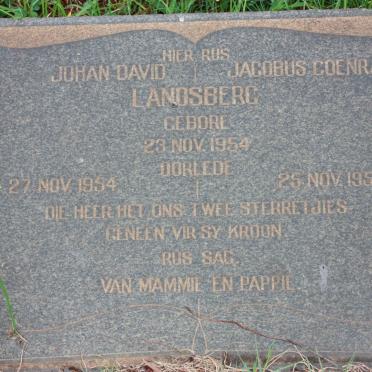 HIER RUS
JOHAN DAVID JACOBUS COENR
LANDSBERG
GEBORE
23 NOV. 1954
OORLEDE
27 NOV. 1954 25 NOV. 195
DIE HEER HET ONS TWEE STERRETJIES
GENEEM VIR SY KROON.
RUS SAG,
VAN MAMMIE EN PAPPIE.